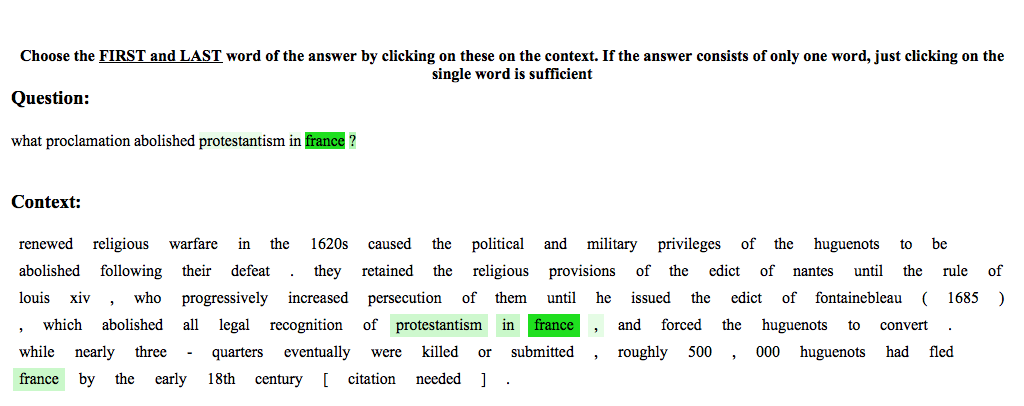 Choose the FIRST and LAST word of the answer by clicking on these on the context. If the answer consists of only one word, just clicking on the
single word is sufficient
Question:
what proclamation abolished protestantism in france ?
Context:
renewed religious warfare in the 1620s caused the political and military privileges of the huguenots to be
abolished following their defeat . they retained the religious provisions of the edict of nantes until the rule of
louis xiv , who progressively increased persecution of them until he issued the edict of fontainebleau ( 1685 )
, which abolished all legal recognition of protestantism in france , and forced the huguenots to convert .
while nearly three - quarters eventually were killed or submitted , roughly 500 , 000 huguenots had fled
france by the early 18th century [ citation needed ] .